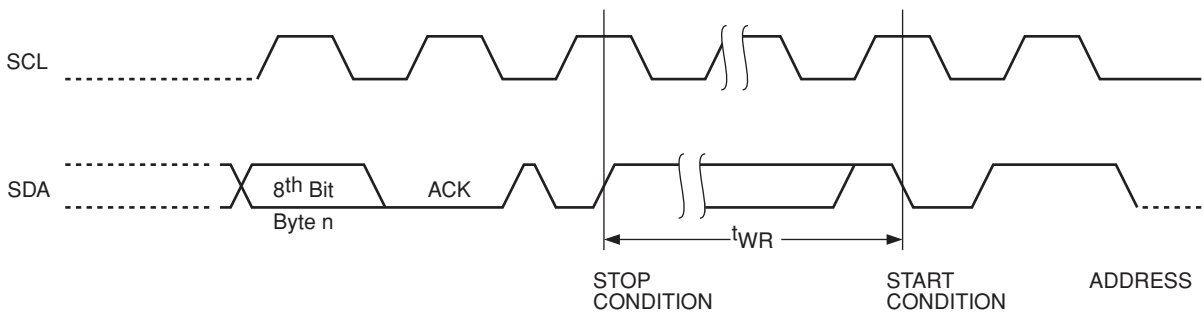 SCL
SDA
8th Bit
ACK
Byte n
tWR
STOP
CONDITION
START
CONDITION
ADDRESS